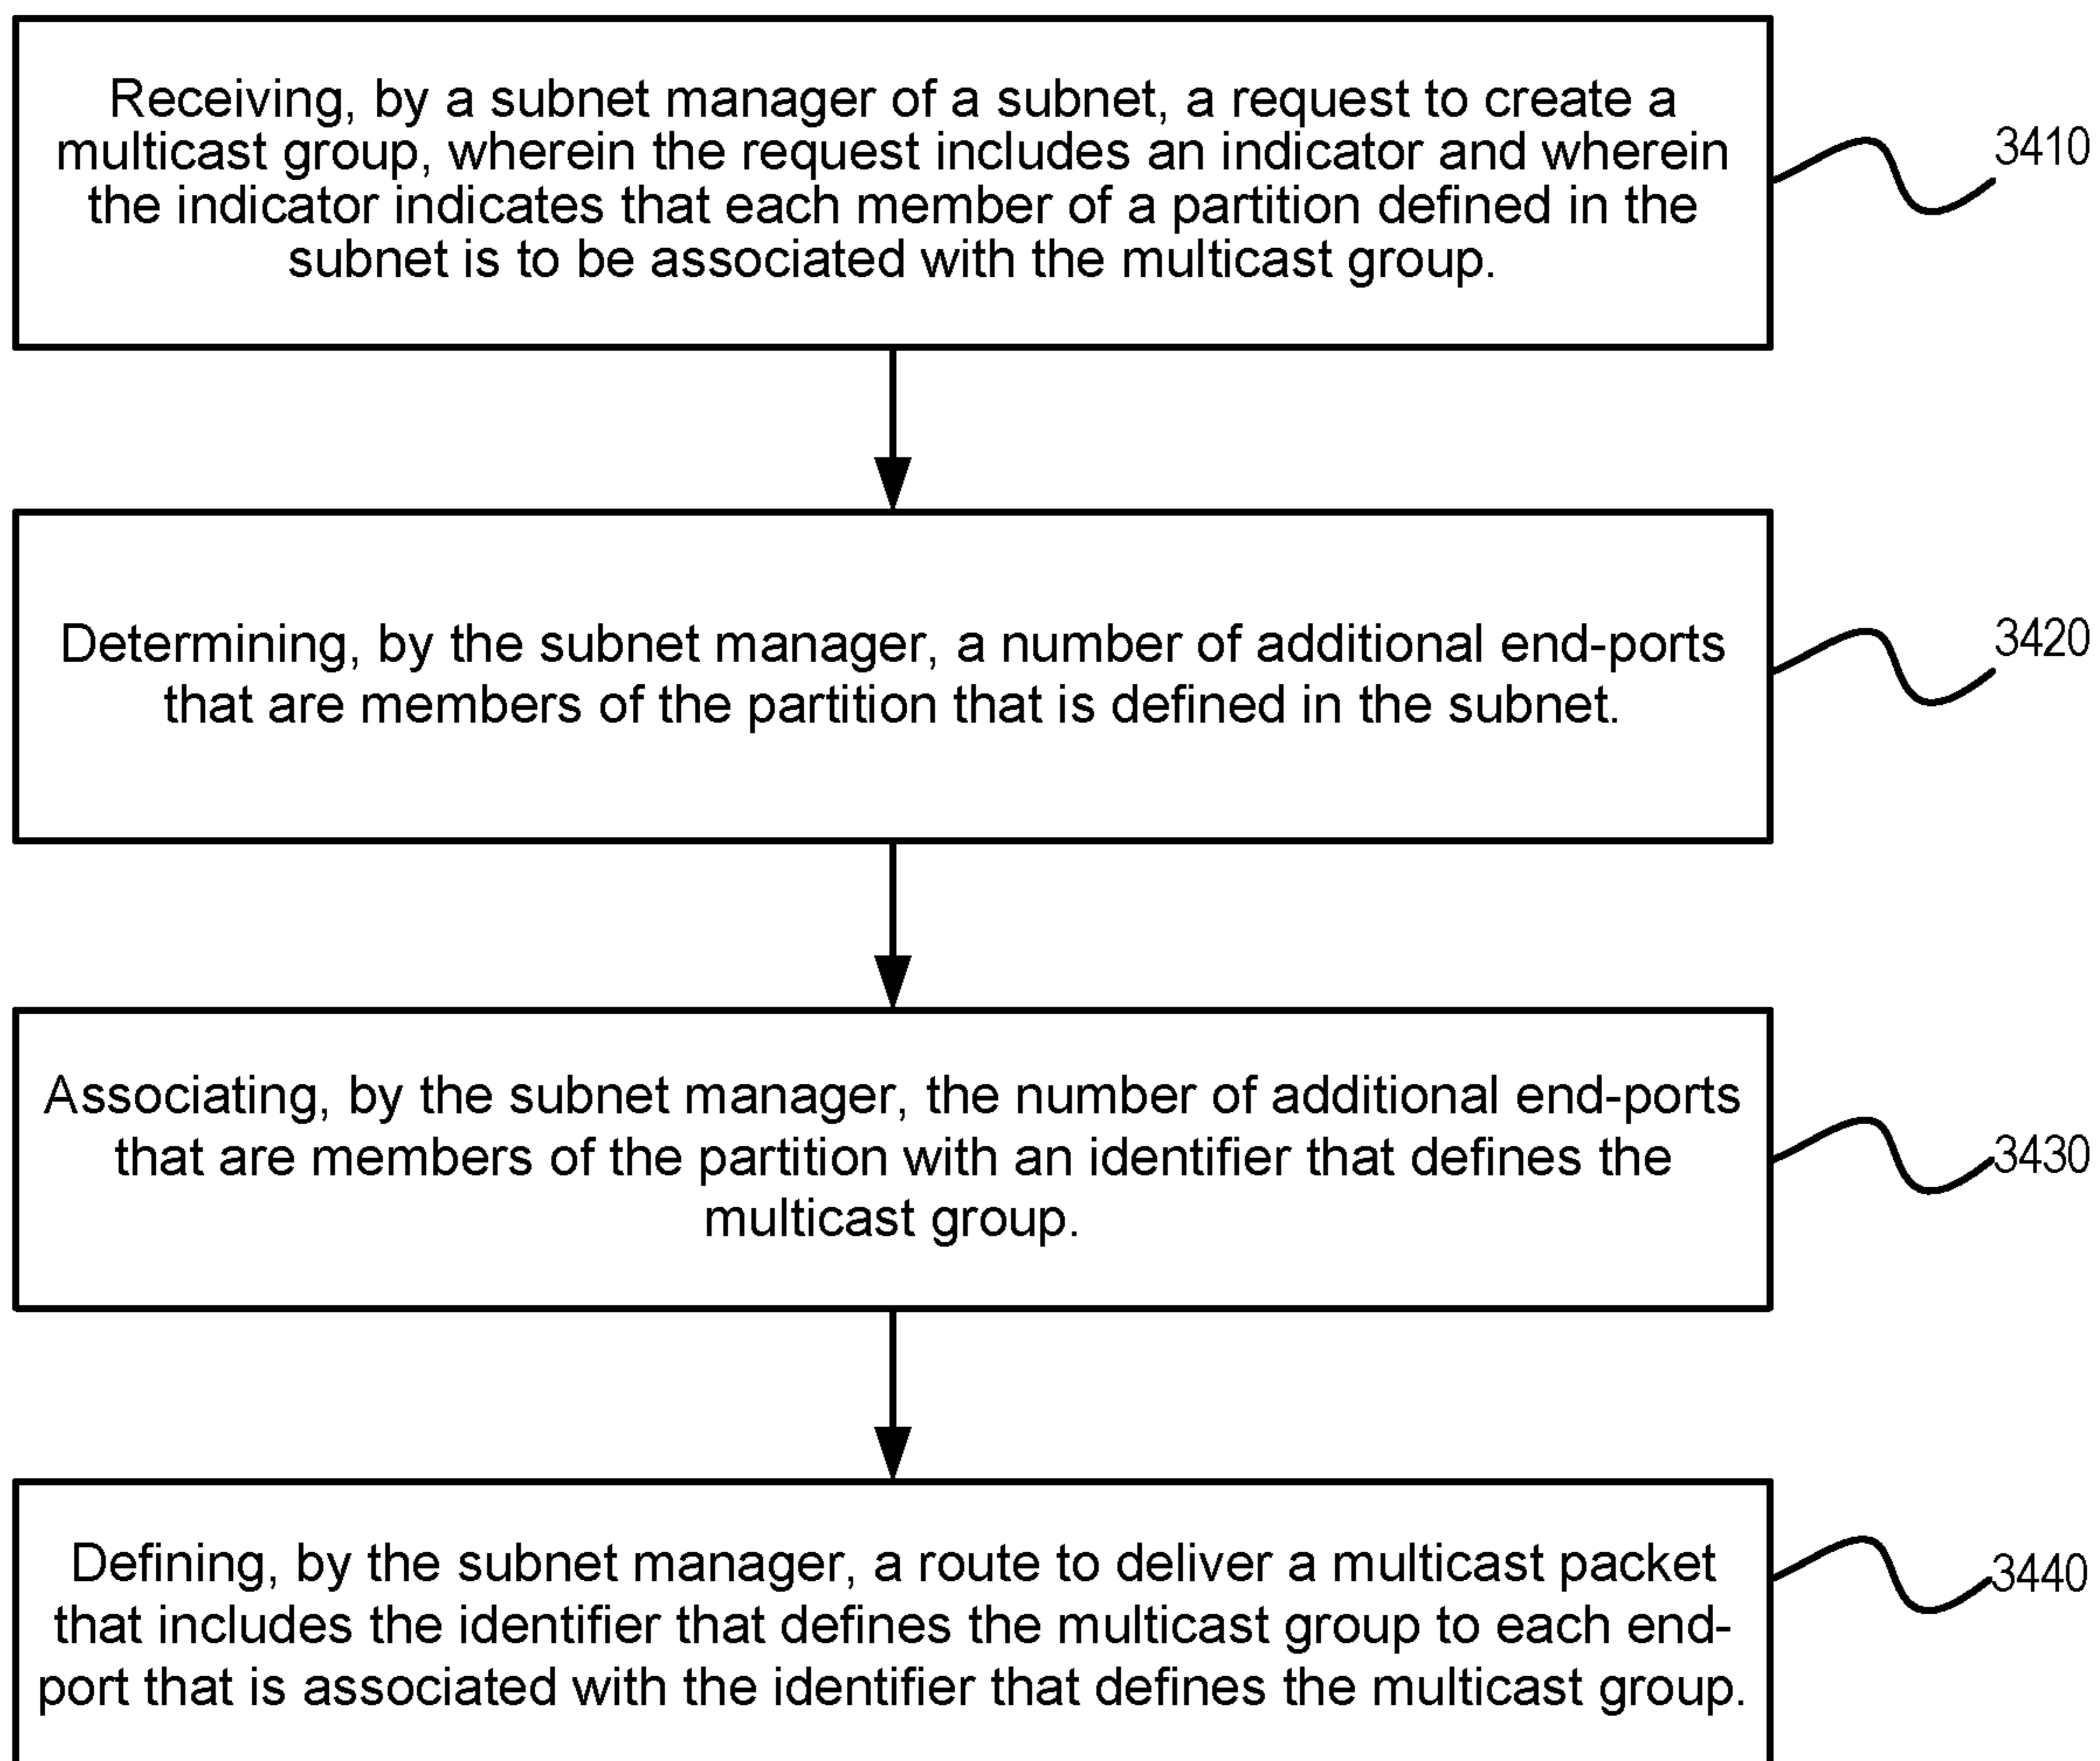 Receiving, by a subnet manager of a subnet, a request to create a
multicast group, wherein the request includes an indicator and wherein
the indicator indicates that each member of a partition defined in the
subnet is to be associated with the multicast group.
3410
Determining, by the subnet manager, a number of additional end-ports
that are members of the partition that is defined in the subnet.
3420
Associating, by the subnet manager, the number of additional end-ports
that are members of the partition with an identifier that defines the
multicast group.
3430
Defining, by the subnet manager, a route to deliver a multicast packet
that includes the identifier that defines the multicast group to each end-
port that is associated with the identifier that defines the multicast group.
3440